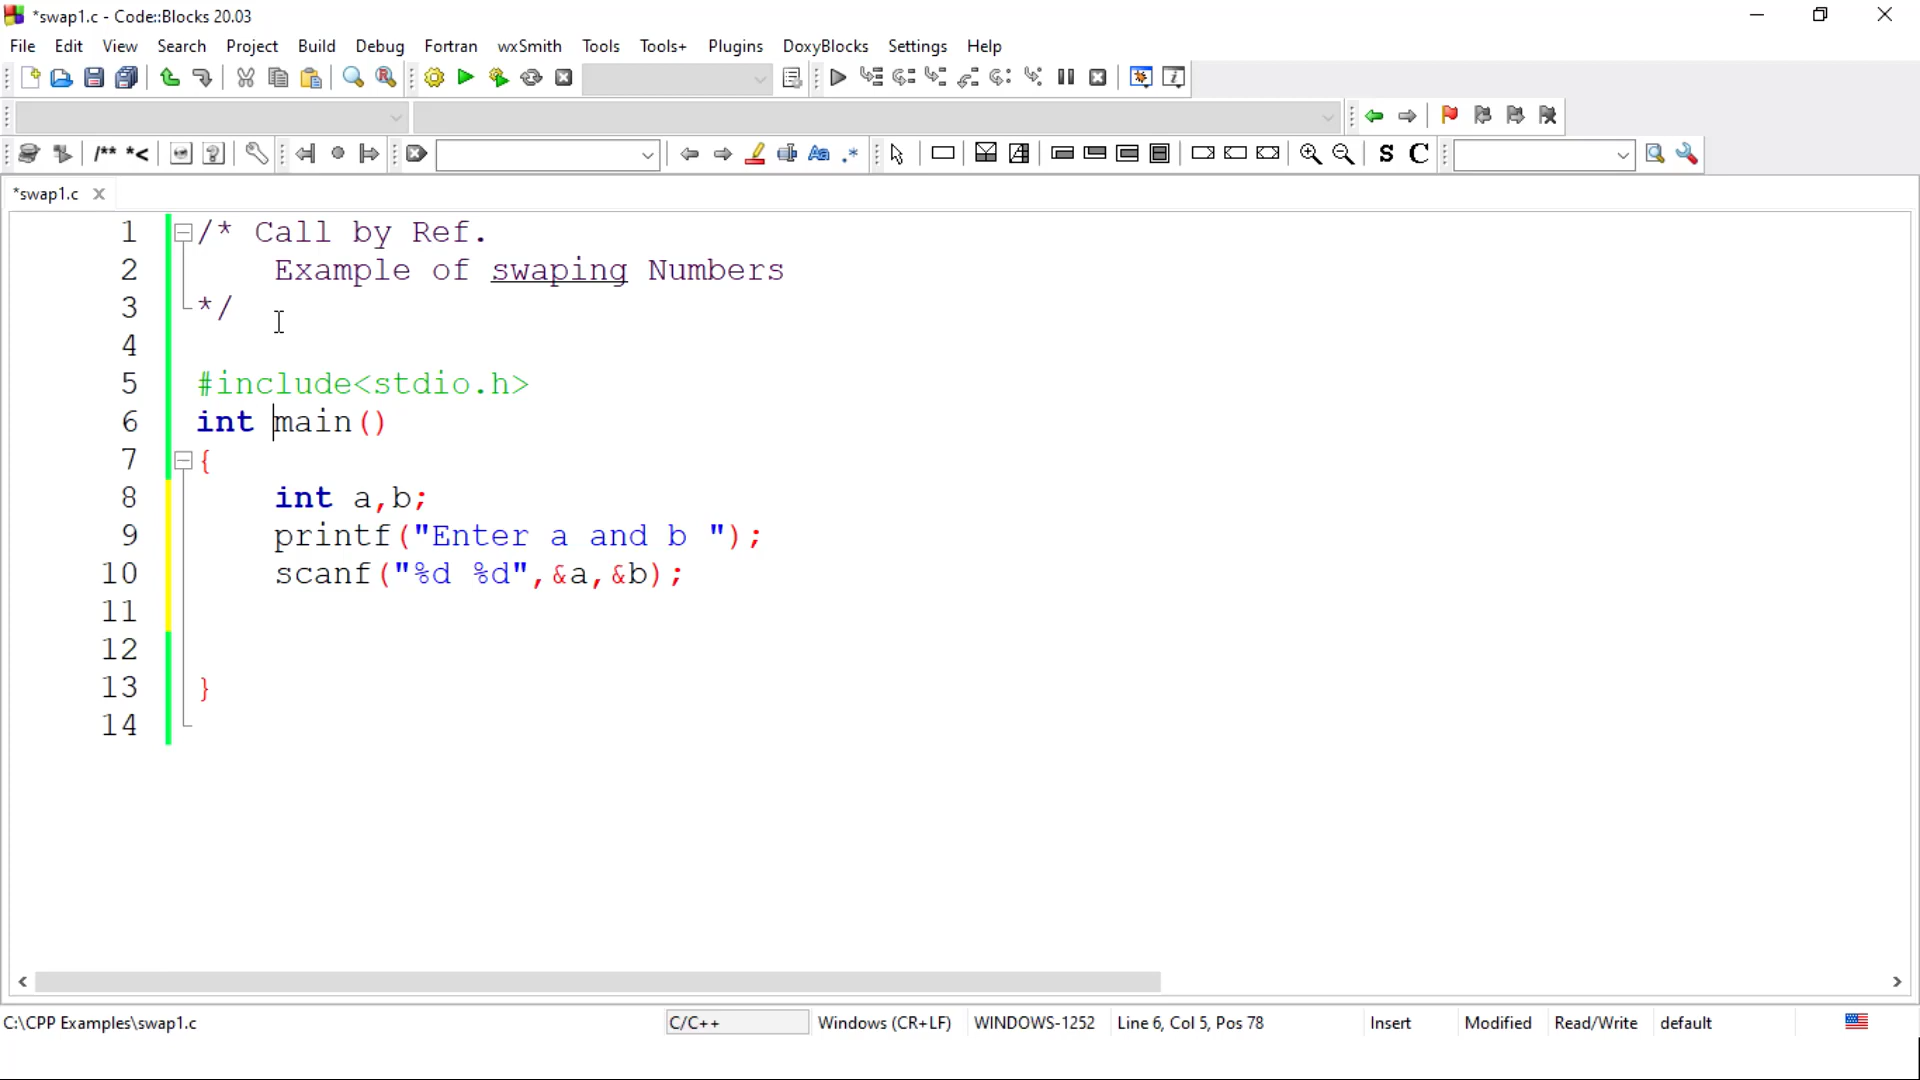 *swap1.c - Code::Blocks 20.03
File Edit View Search Project Build Debug Fortran wxSmith Tools Tools+ Plugins DoxyBlocks Settings Help
/** *< Aa .* S C
*swap1.c
1 /* Call by Ref.
2 Example of swaping Numbers
3 */
4
5 #include<stdio.h>
6 int main()
7 {
8 int a,b;
9 printf("Enter a and b ");
10 scanf("%d %d",&a,&b);
11
12
13 }
14
C:\CPP Examples\swap1.c C/C++ Windows (CR+LF) WINDOWS-1252 Line 6, Col 5, Pos 78 Insert Modified Read/Write default